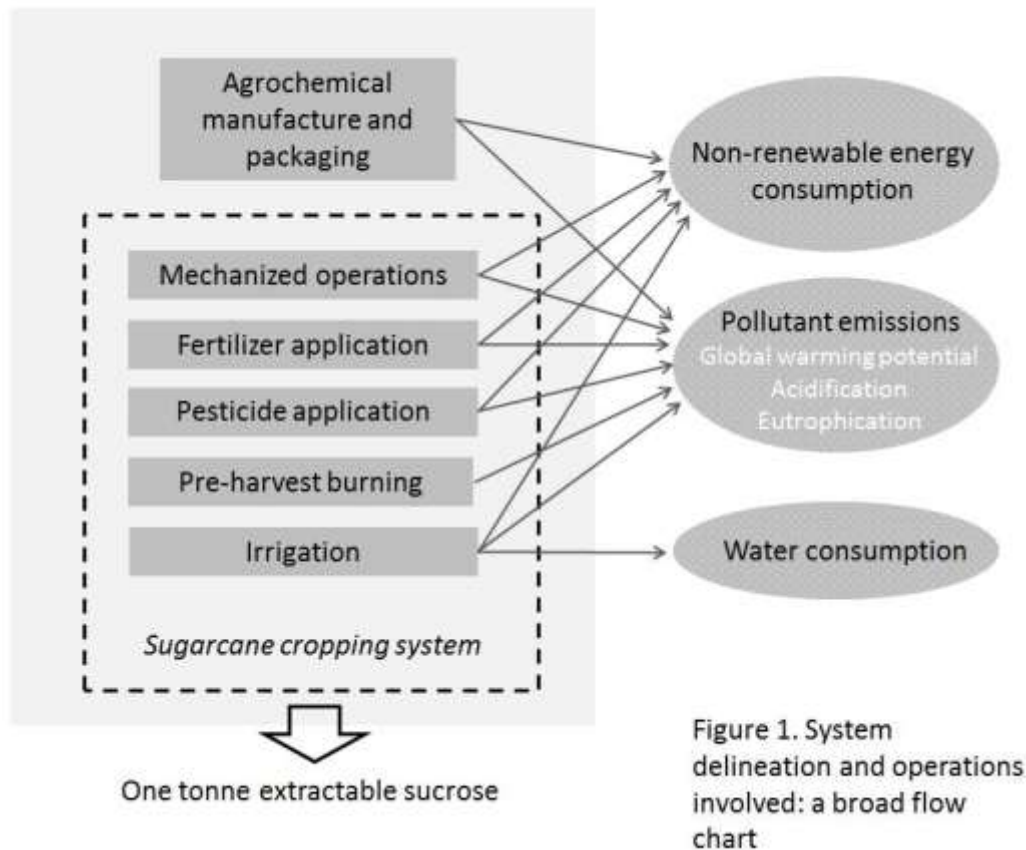 Agrochemical
manufacture and
packaging
Non-renewable energy
consumption
Mechanized operations
Fertilizer application
Pesticide application
Pre-harvest burning
Irrigation
Sugarcane cropping system
Pollutant emissions
Global warming potential
Acidification
Eutrophication
Water consumption
One tonne extractable sucrose
Figure 1. System
delineation and operations
involved: a broad flow
chart